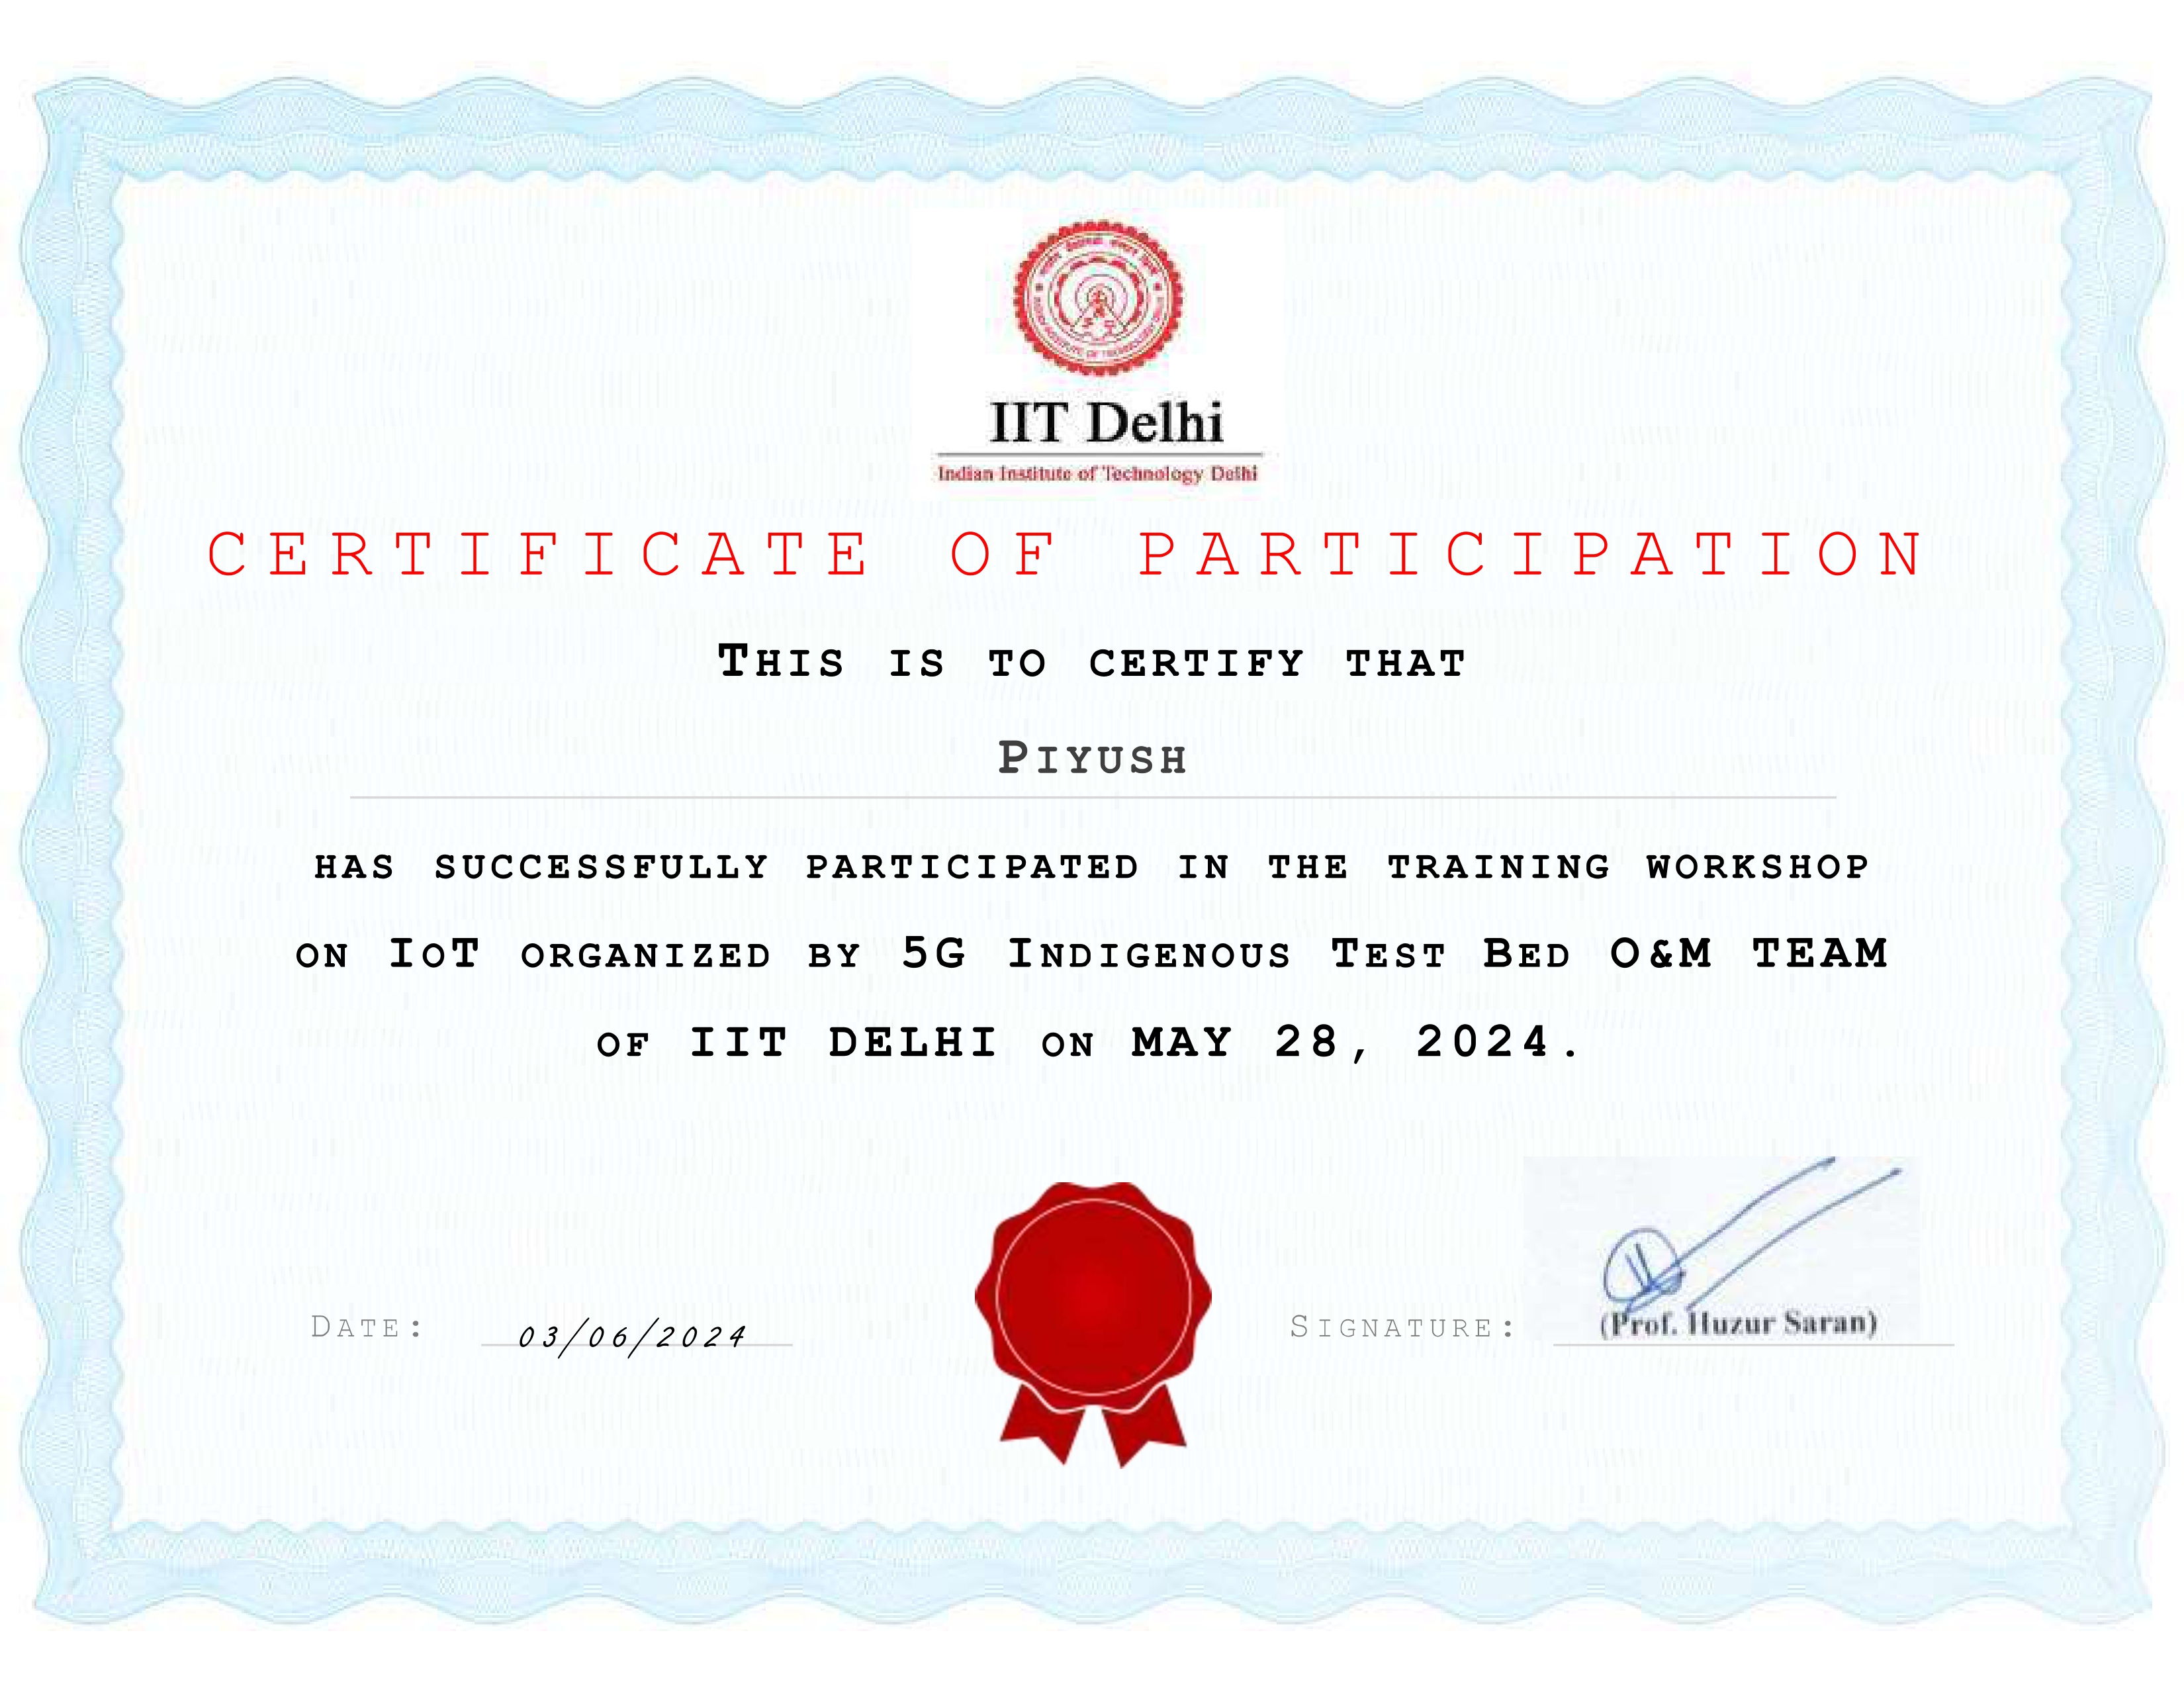 IIT Delhi
Indian Institute of Technology Delhi
CERTIFICATE OF PARTICIPATION
THIS IS TO CERTIFY THAT
PIYUSH
HAS SUCCESSFULLY PARTICIPATED IN THE TRAINING WORKSHOP
ON IOT ORGANIZED BY 5G INDIGENOUS TEST BED O&M TEAM
OF IIT DELHI ON MAY 28, 2024.
DATE: 03/06/2024
SIGNATURE: (Prof. Huzur Saran)